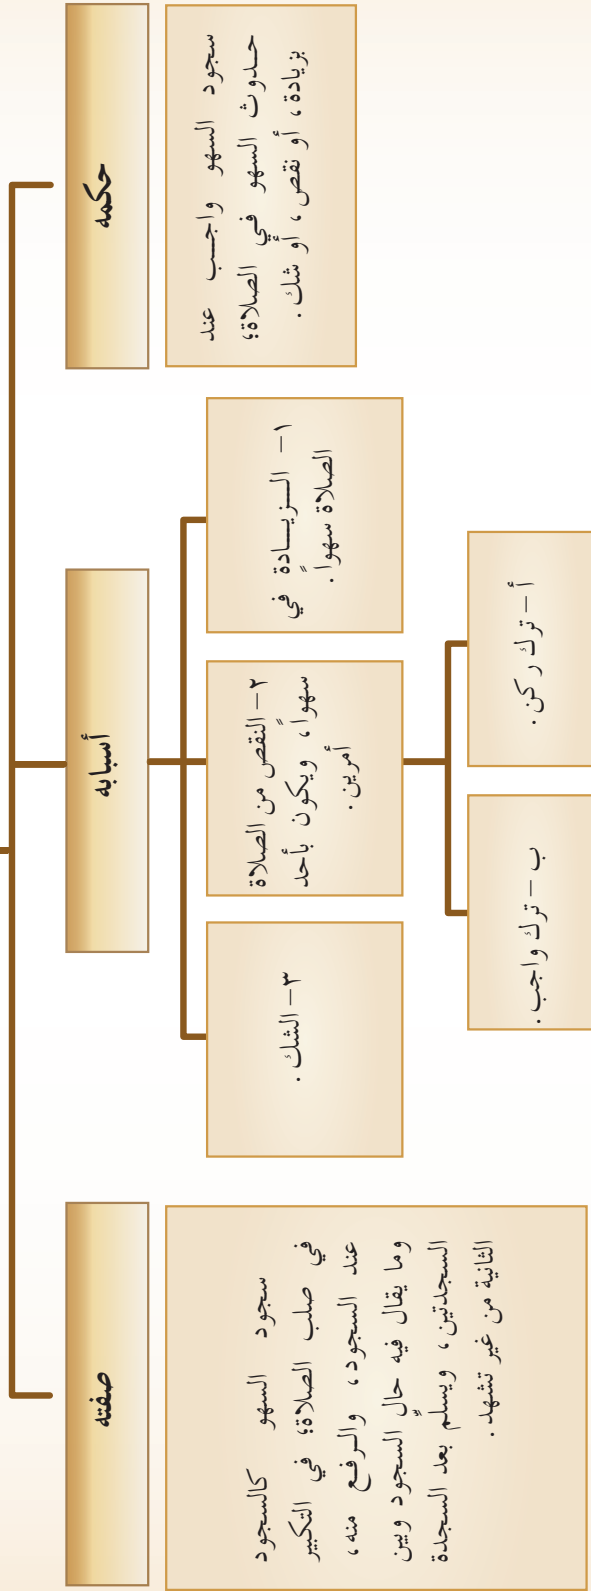 حكمه
سجود السهو واجب عند
حدوث السهو في الصلاة؛
بزيادة، أو نقص، أو شك.
أسبابه
١- الزيادة في
الصلاة سهواً.
٢- النقص من الصلاة
سهواً، ويكون بأحد
أمرين.
أ- ترك ركن.
ب- ترك واجب.
٣- الشك.
صفته
سجود السهو كالسجود
في صلب الصلاة؛ في التكبير
عند السجود، والرفع منه،
وما يقال فيه حالٍ السجود وبين
السجدتين، ويسلم بعد السجدة
الثانية من غير تشهد.